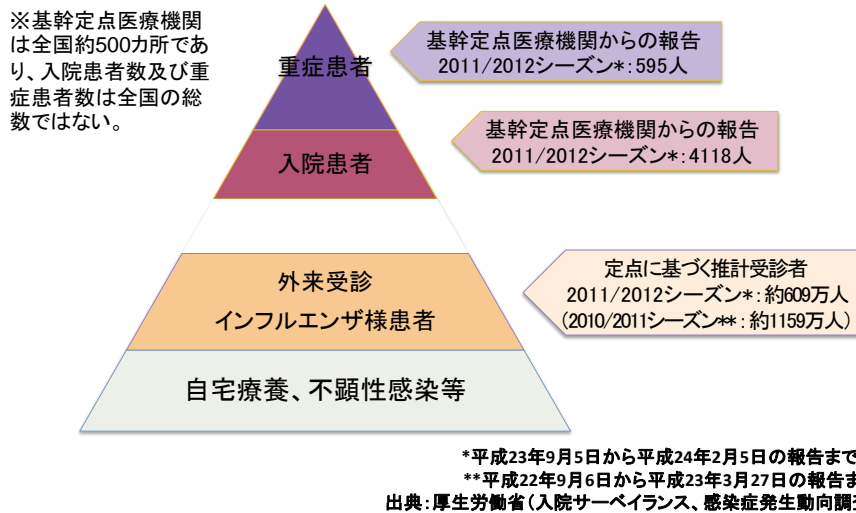 ※基幹定点医療機関
は全国約500カ所であ
り、入院患者数及び重
症患者数は全国の総
数ではない。
重症患者
基幹定点医療機関からの報告
2011/2012シーズン*：595人
入院患者
基幹定点医療機関からの報告
2011/2012シーズン*：4118人
外来受診
インフルエンザ様患者
定点に基づく推計受診者
2011/2012シーズン*：約609万人
(2010/2011シーズン**：約1159万人)
自宅療養、不顕性感染等
*平成23年9月5日から平成24年2月5日の報告まで
**平成22年9月6日から平成23年3月27日の報告ま
出典：厚生労働省（入院サーベイランス、感染症発生動向調査